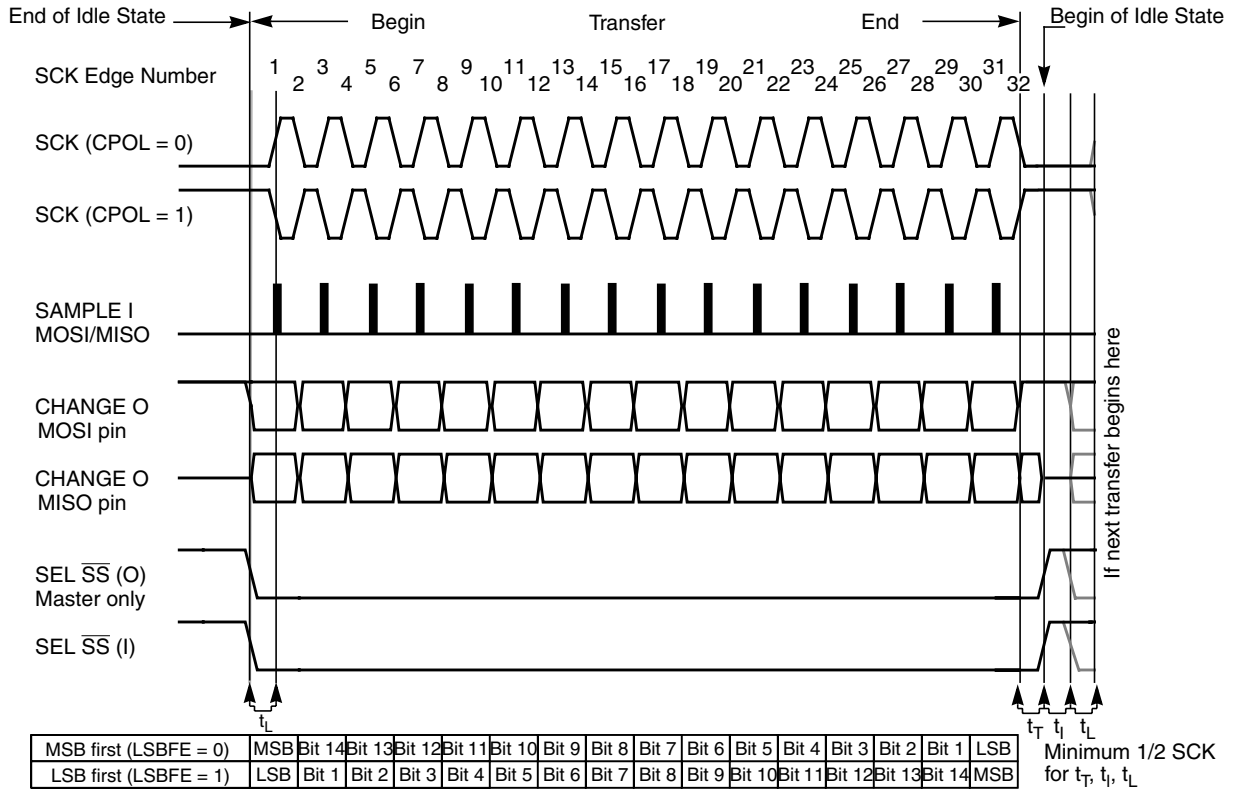 End of Idle State
Begin
Transfer
End
Begin of Idle State
SCK Edge Number
1 3 5 7 9 11 13 15 17 19 21 23 25 27 29 31
2 4 6 8 10 12 14 16 18 20 22 24 26 28 30 32
SCK (CPOL = 0)
SCK (CPOL = 1)
SAMPLE I
MOSI/MISO
CHANGE O
MOSI pin
CHANGE O
MISO pin
SEL SS (O)
Master only
SEL SS (I)
If next transfer begins here
tL
tT tI tL
MSB first (LSBFE = 0) MSB Bit 14 Bit 13 Bit 12 Bit 11 Bit 10 Bit 9 Bit 8 Bit 7 Bit 6 Bit 5 Bit 4 Bit 3 Bit 2 Bit 1 LSB
LSB first (LSBFE = 1) LSB Bit 1 Bit 2 Bit 3 Bit 4 Bit 5 Bit 6 Bit 7 Bit 8 Bit 9 Bit 10 Bit 11 Bit 12 Bit 13 Bit 14 MSB
Minimum 1/2 SCK
for tT, tI, tL